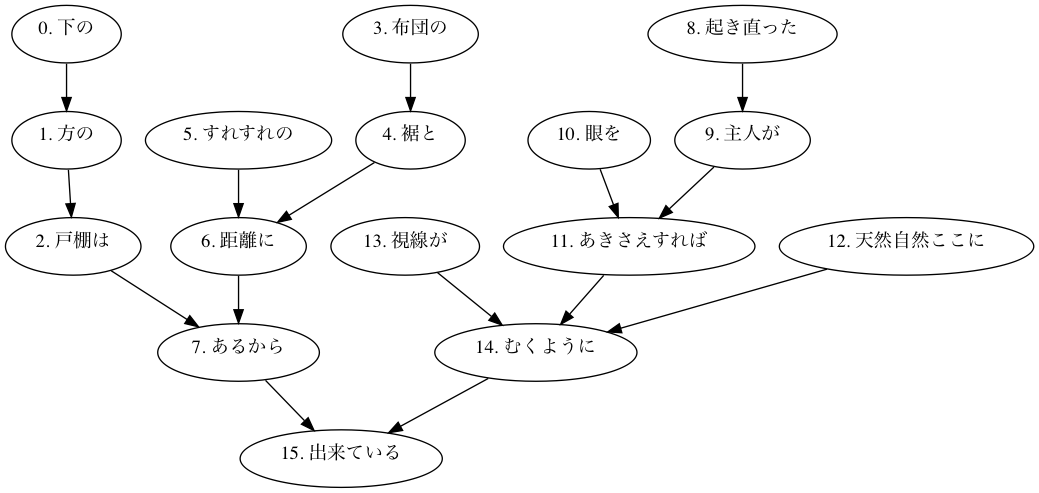 0. 下の
3. 布団の
8. 起き直った
1. 方の
5. すれすれの
4. 裾と
10. 眼を
9. 主人が
2. 戸棚は
6. 距離に
13. 視線が
11. あきさえすれば
12. 天然自然ここに
7. あるから
14. むくように
15. 出来ている